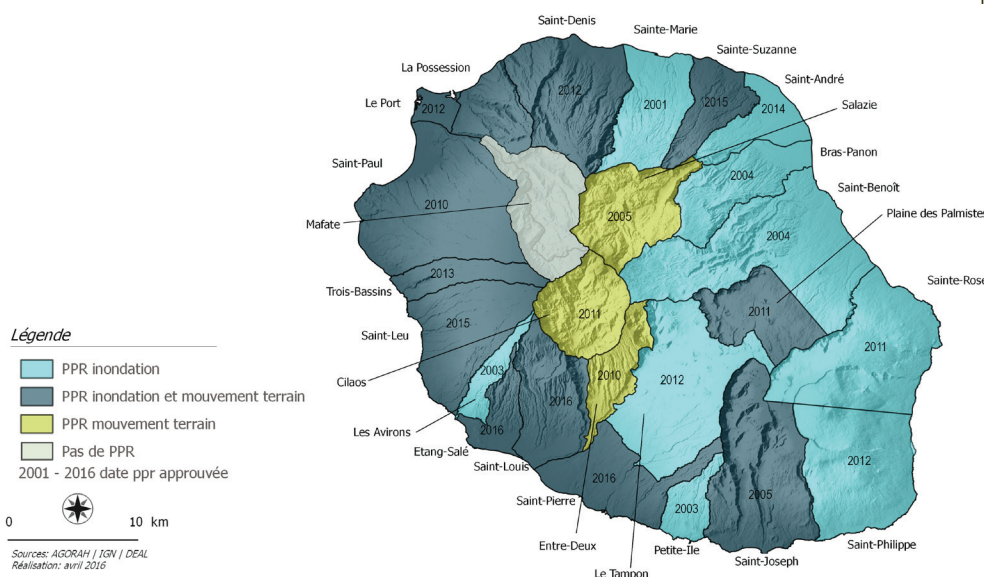 Saint-Denis
Sainte-Marie
Sainte-Suzanne
La Possession
Saint-André
Le Port
2012
2012
2001
2015
2014
Salazie
Bras-Panon
Saint-Paul
2004
Saint-Benoît
2010
2005
Plaine des Palmistes
Mafate
2004
2013
Sainte-Rose
Trois-Bassins
2011
2011
2015
2011
Saint-Leu
Cilaos
2003
2010
2012
2016
Les Avirons
2016
Etang-Salé
2012
Saint-Louis
2016
2005
Saint-Pierre
2003
Entre-Deux
Petite-Ile
Saint-Philippe
Saint-Joseph
Le Tampon
Légende
PPR inondation
PPR inondation et mouvement terrain
PPR mouvement terrain
Pas de PPR
2001 - 2016 date ppr approuvée
0 10 km
Sources: AGORAH | IGN | DEAL
Réalisation: avril 2016